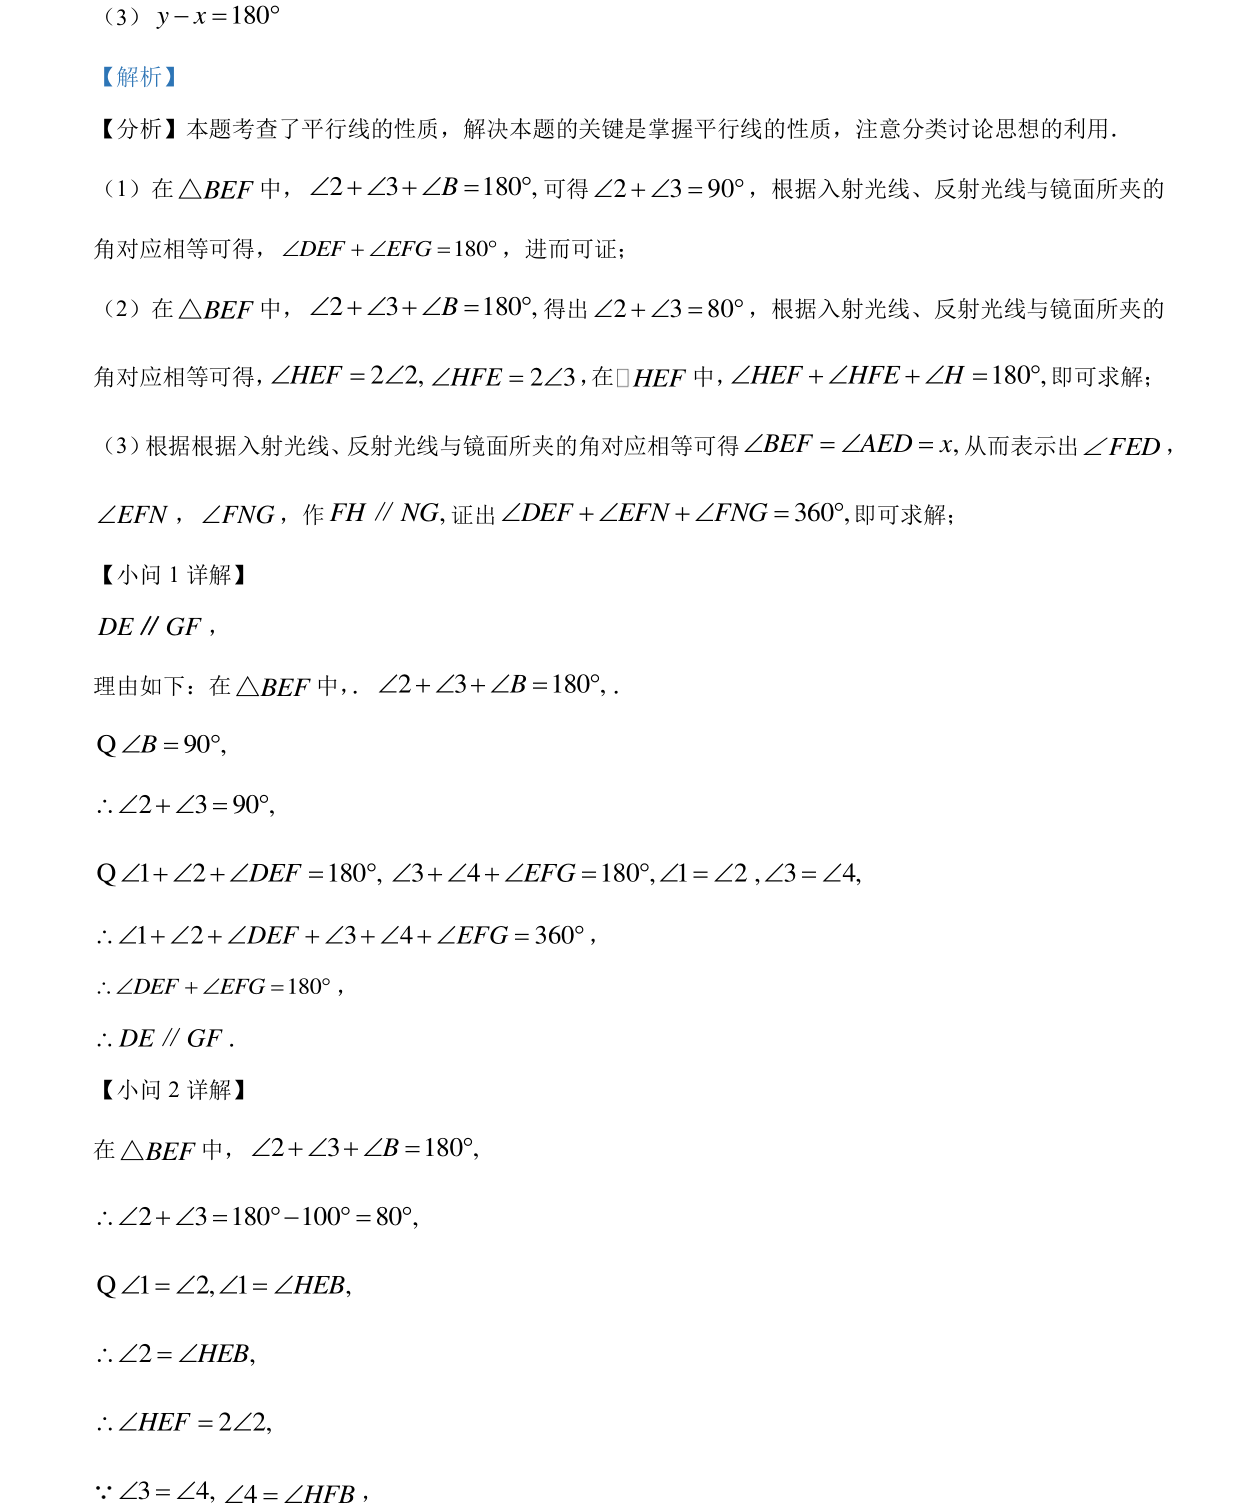 （3） y－x＝180°
【解析】
【分析】本题考查了平行线的性质，解决本题的关键是掌握平行线的性质，注意分类讨论思想的利用．
（1）在△BEF 中， ∠2＋∠3＋∠B＝180°, 可得∠2＋∠3＝90°，根据入射光线、反射光线与镜面所夹的
角对应相等可得， ∠DEF＋∠EFG＝180°，进而可证；
（2）在△BEF 中， ∠2＋∠3＋∠B＝180°, 得出∠2＋∠3＝80°，根据入射光线、反射光线与镜面所夹的
角对应相等可得，∠HEF＝2∠2, ∠HFE＝2∠3，在□HEF 中，∠HEF＋∠HFE＋∠H＝180°, 即可求解；
（3）根据根据入射光线、反射光线与镜面所夹的角对应相等可得∠BEF＝∠AED＝x, 从而表示出∠FED，
∠EFN，∠FNG，作 FH∥NG, 证出∠DEF＋∠EFN＋∠FNG＝360°, 即可求解；
【小问 1 详解】
DE∥GF，
理由如下：在△BEF 中，． ∠2＋∠3＋∠B＝180°,．
Q∠B＝90°,
∴∠2＋∠3＝90°,
Q∠1＋∠2＋∠DEF＝180°, ∠3＋∠4＋∠EFG＝180°,∠1＝∠2 ,∠3＝∠4,
∴∠1＋∠2＋∠DEF＋∠3＋∠4＋∠EFG＝360°，
∴∠DEF＋∠EFG＝180°，
∴DE∥GF．
【小问 2 详解】
在△BEF 中， ∠2＋∠3＋∠B＝180°,
∴∠2＋∠3＝180°－100°＝80°,
Q∠1＝∠2,∠1＝∠HEB,
∴∠2＝∠HEB,
∴∠HEF＝2∠2,
∵∠3＝∠4, ∠4＝∠HFB，